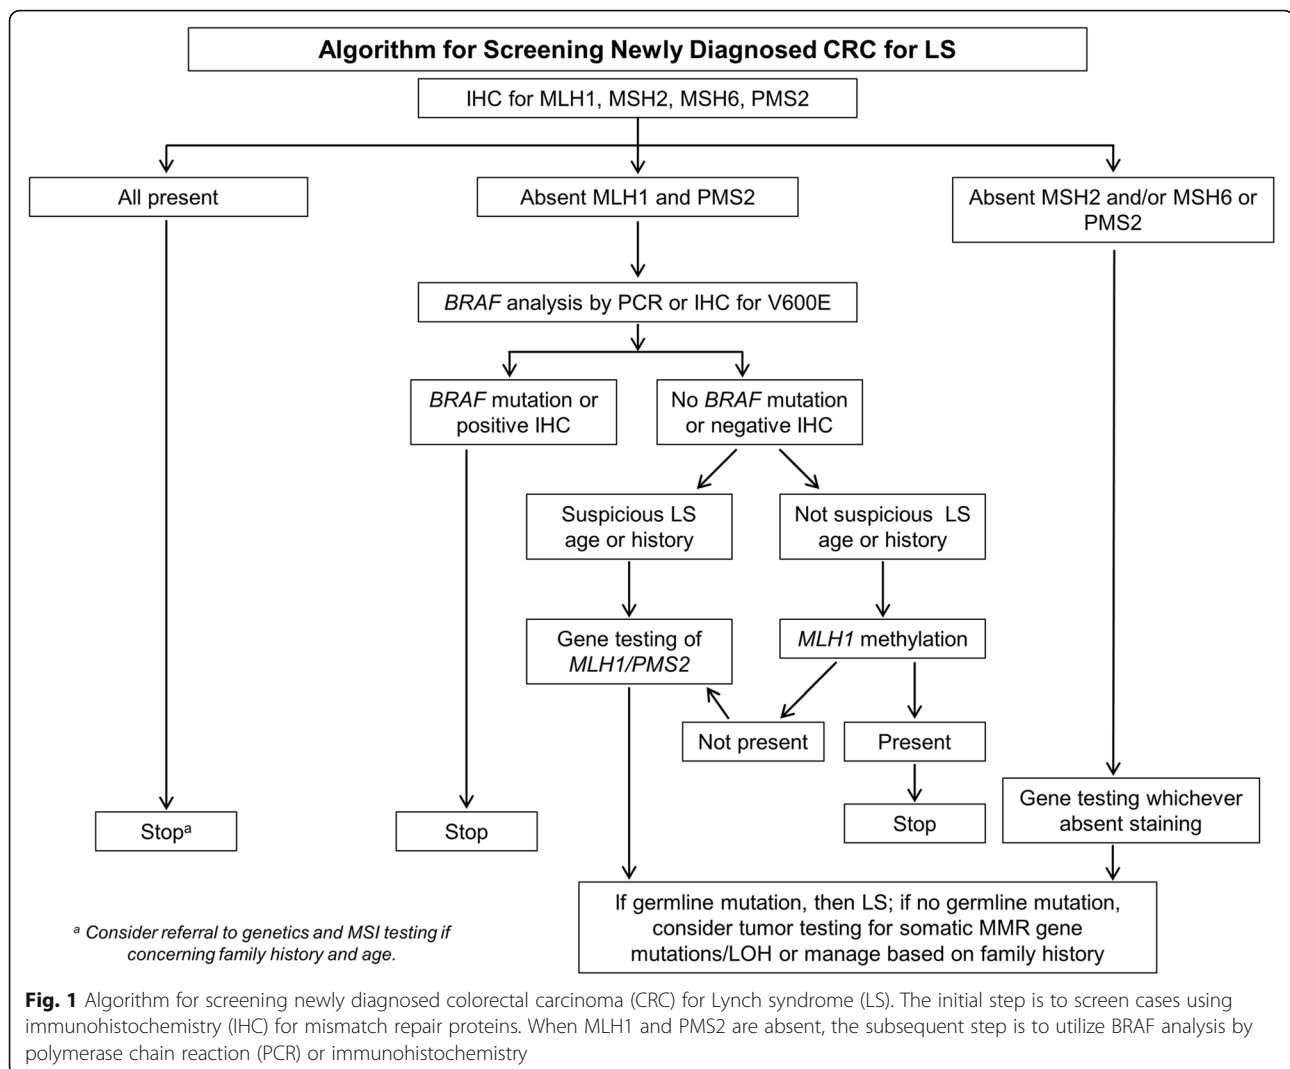 Algorithm for Screening Newly Diagnosed CRC for LS
IHC for MLH1, MSH2, MSH6, PMS2
All present
Absent MLH1 and PMS2
Absent MSH2 and/or MSH6 or
PMS2
BRAF analysis by PCR or IHC for V600E
BRAF mutation or
positive IHC
No BRAF mutation
or negative IHC
Suspicious LS
age or history
Not suspicious LS
age or history
Gene testing of
MLH1/PMS2
MLH1 methylation
Not present
Present
Gene testing whichever
absent staining
Stopa
Stop
Stop
If germline mutation, then LS; if no germline mutation,
consider tumor testing for somatic MMR gene
mutations/LOH or manage based on family history
a Consider referral to genetics and MSI testing if
concerning family history and age.
Fig. 1 Algorithm for screening newly diagnosed colorectal carcinoma (CRC) for Lynch syndrome (LS). The initial step is to screen cases using
immunohistochemistry (IHC) for mismatch repair proteins. When MLH1 and PMS2 are absent, the subsequent step is to utilize BRAF analysis by
polymerase chain reaction (PCR) or immunohistochemistry